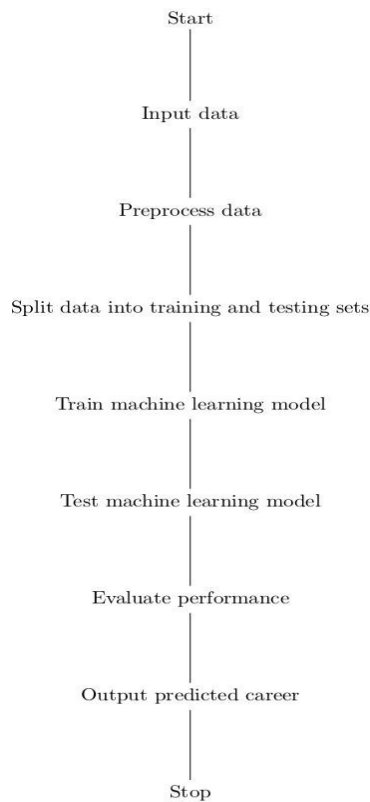 Start
Input data
Preprocess data
Split data into training and testing sets
Train machine learning model
Test machine learning model
Evaluate performance
Output predicted career
Stop